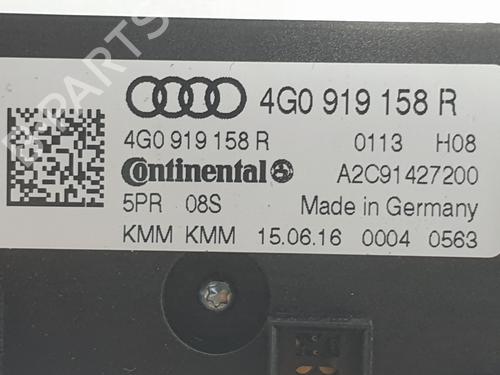 4G0 919 158 R
4G0 919 158 R 0113 H08
Continental A2C91427200
5PR 08S Made in Germany
KMM KMM 15.06.16 0004 0563
B-PARTS